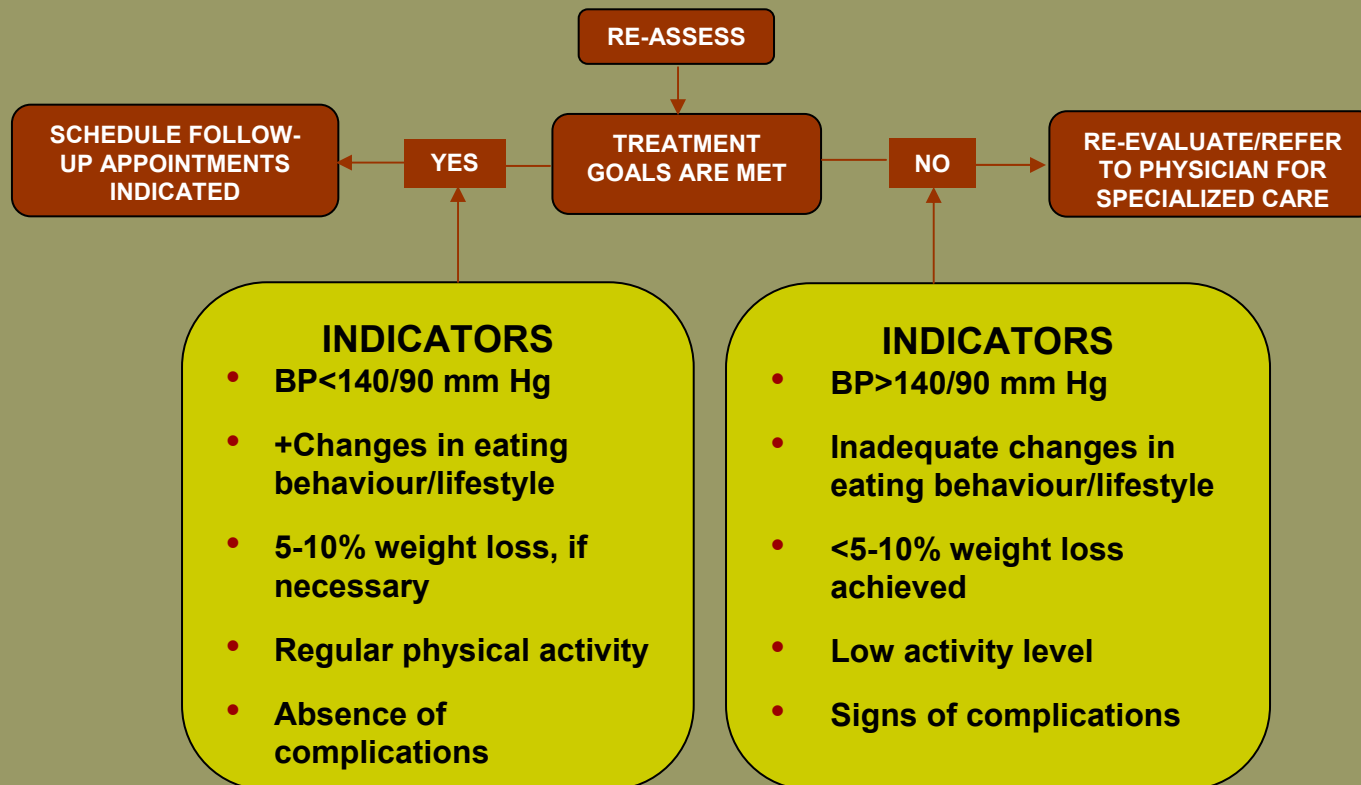 RE-ASSESS
SCHEDULE FOLLOW-
UP APPOINTMENTS
INDICATED
YES
TREATMENT
GOALS ARE MET
NO
RE-EVALUATE/REFER
TO PHYSICIAN FOR
SPECIALIZED CARE
INDICATORS
• BP<140/90 mm Hg
• +Changes in eating
behaviour/lifestyle
• 5-10% weight loss, if
necessary
• Regular physical activity
• Absence of
complications
INDICATORS
• BP>140/90 mm Hg
• Inadequate changes in
eating behaviour/lifestyle
• <5-10% weight loss
achieved
• Low activity level
• Signs of complications